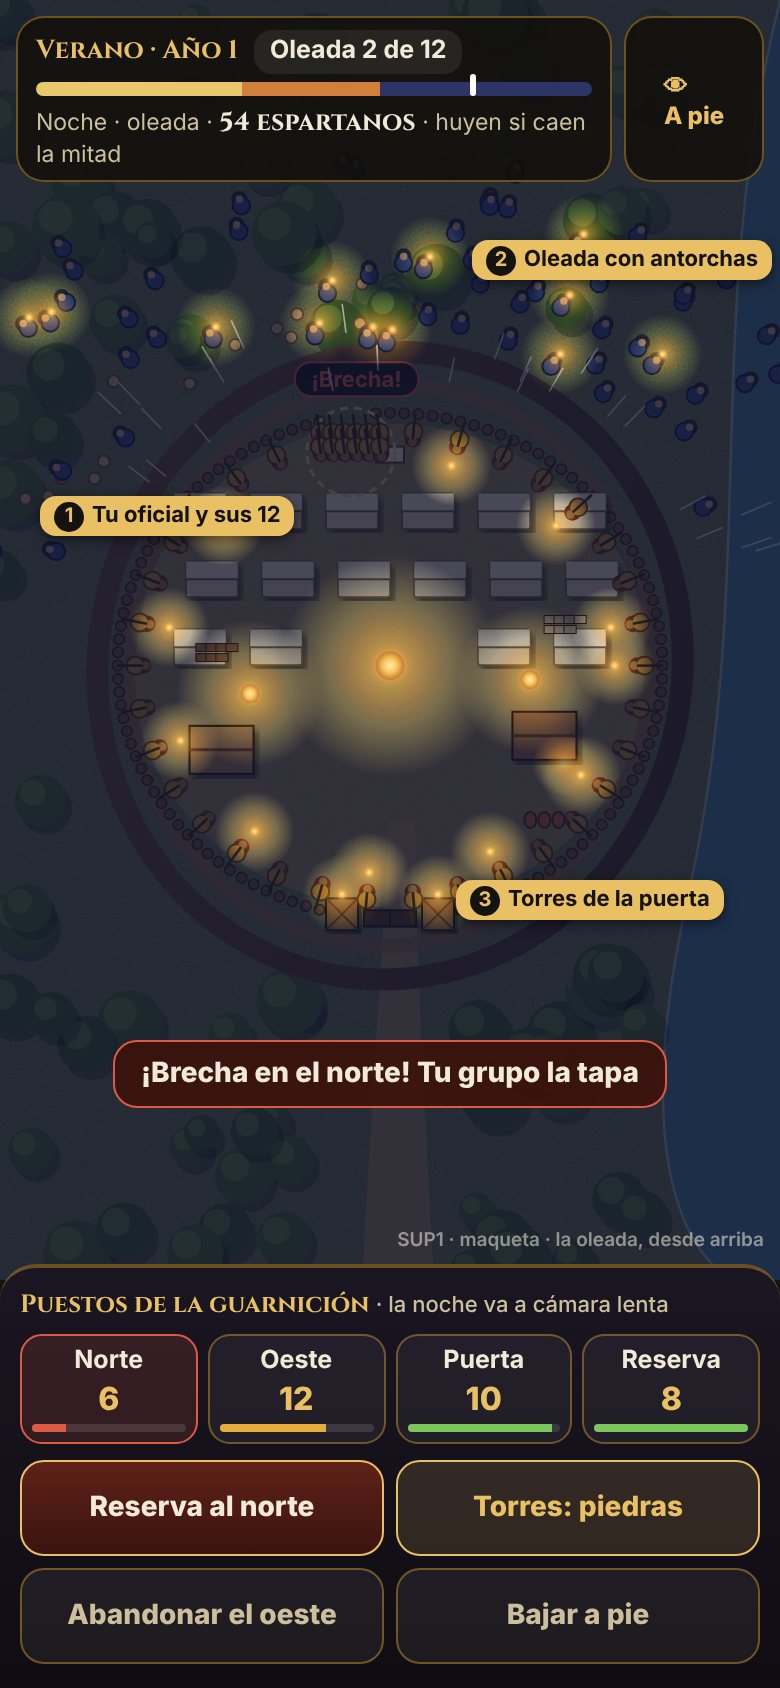 Verano · Año 1
Oleada 2 de 12
Noche · oleada · 54 espartanos · huyen si caen
la mitad
A pie
2 Oleada con antorchas
¡Brecha!
1 Tu oficial y sus 12
3 Torres de la puerta
¡Brecha en el norte! Tu grupo la tapa
SUP1 · maqueta · la oleada, desde arriba
Puestos de la guarnición · la noche va a cámara lenta
Norte
6
Oeste
12
Puerta
10
Reserva
8
Reserva al norte
Torres: piedras
Abandonar el oeste
Bajar a pie